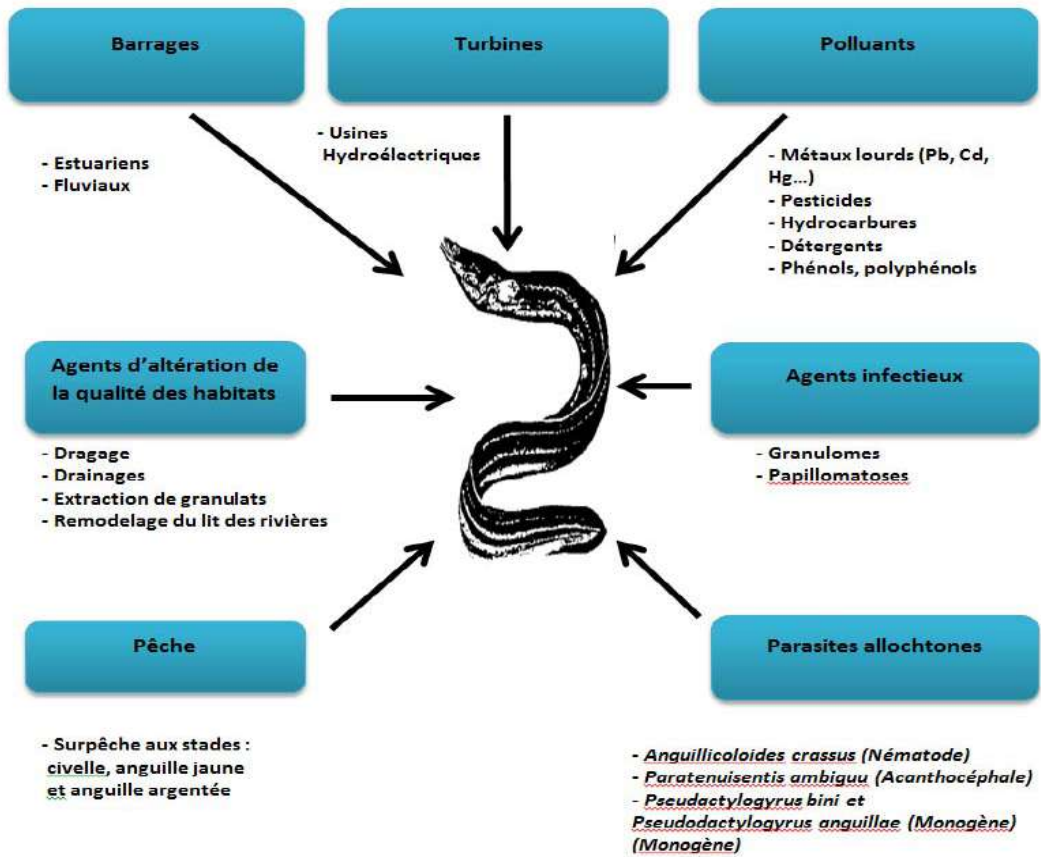 Barrages
Turbines
Polluants
- Estuariens
- Fluviaux
- Usines
Hydroélectriques
- Métaux lourds (Pb, Cd,
Hg...)
- Pesticides
- Hydrocarbures
- Détergents
- Phénols, polyphénols
Agents d’altération de
la qualité des habitats
Agents infectieux
- Dragage
- Drainages
- Extraction de granulats
- Remodelage du lit des rivières
- Granulomes
- Papillomatoses
Pêche
Parasites allochtones
- Surpêche aux stades :
civelle, anguille jaune
et anguille argentée
- Anguillicoloides crassus (Nématode)
- Paratenuisentis ambiguu (Acanthocéphale)
- Pseudactylogyrus bini et
Pseudodactylogyrus anguillae (Monogène)
(Monogène)